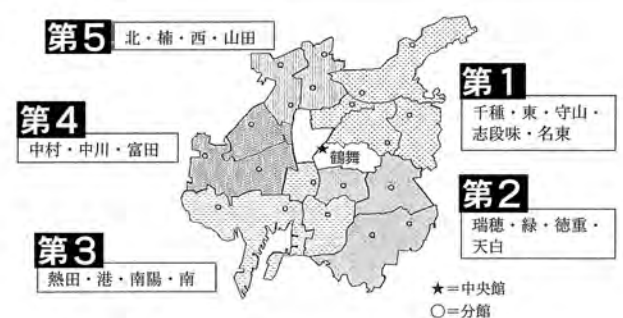 第5
北・楠・西・山田
第1
千種・東・守山・
志段味・名東
第4
中村・中川・富田
鶴舞
第2
瑞穂・緑・徳重・
天白
第3
熱田・港・南陽・南
★＝中央館
○＝分館